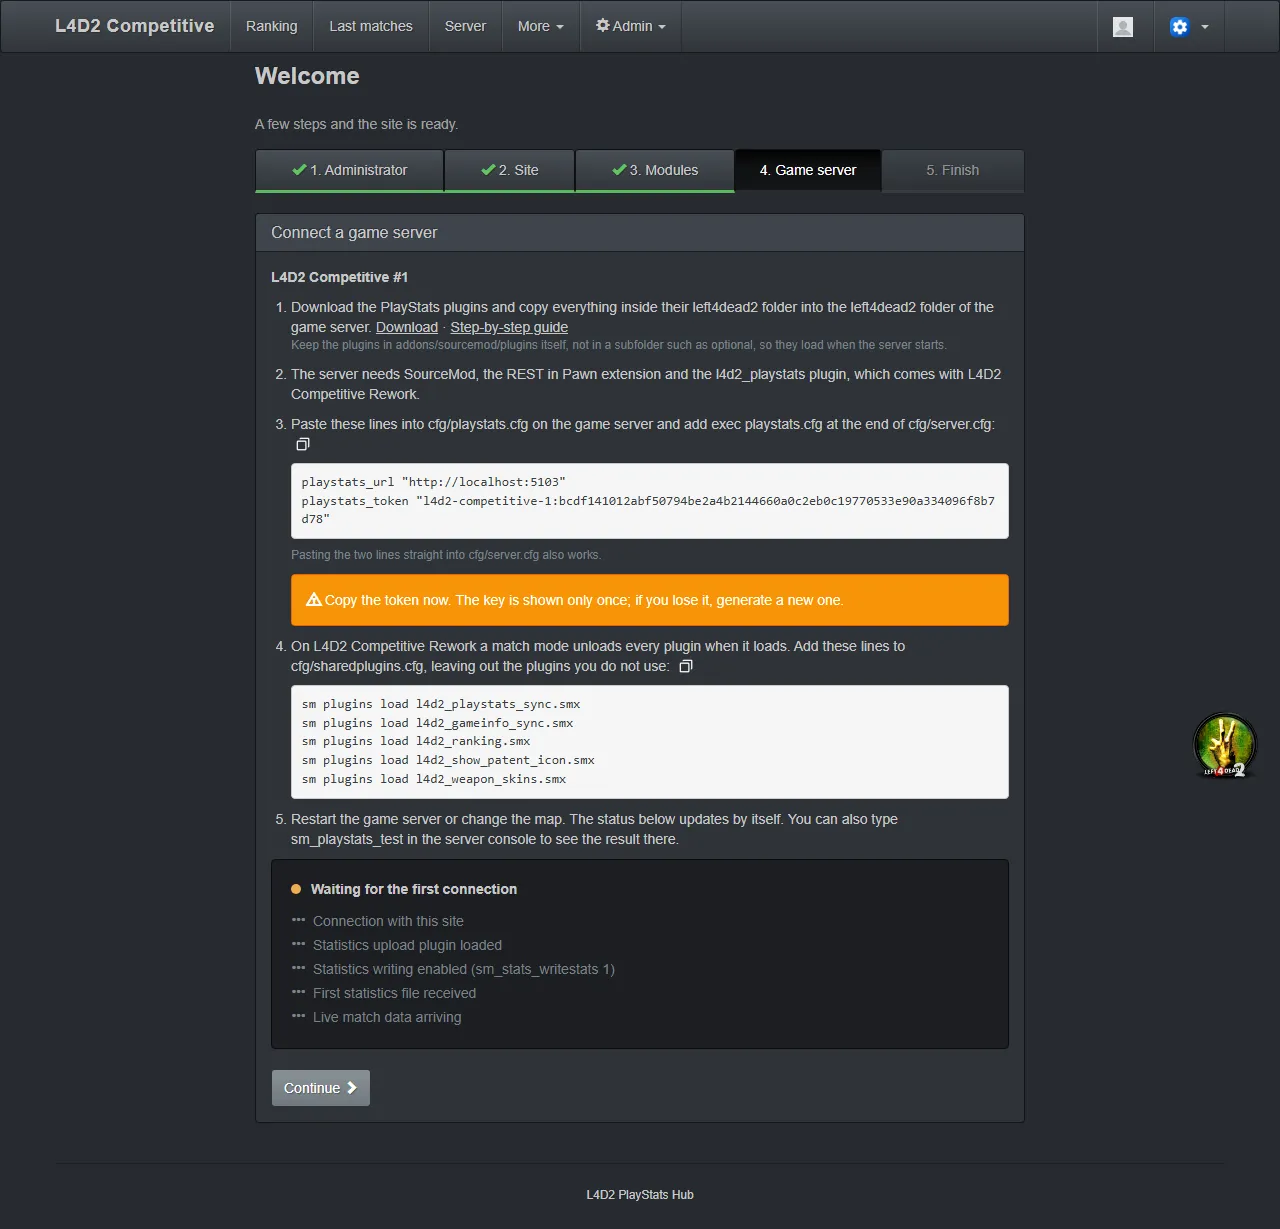 L4D2 Competitive
Ranking
Last matches
Server
More
Admin
Welcome
A few steps and the site is ready.
1. Administrator
2. Site
3. Modules
4. Game server
5. Finish
Connect a game server
L4D2 Competitive #1
1. Download the PlayStats plugins and copy everything inside their left4dead2 folder into the left4dead2 folder of the
game server. Download · Step-by-step guide
Keep the plugins in addons/sourcemod/plugins itself, not in a subfolder such as optional, so they load when the server starts.
2. The server needs SourceMod, the REST in Pawn extension and the l4d2_playstats plugin, which comes with L4D2
Competitive Rework.
3. Paste these lines into cfg/playstats.cfg on the game server and add exec playstats.cfg at the end of cfg/server.cfg:
playstats_url "http://localhost:5103"
playstats_token "l4d2-competitive-1:bcdf141012abf50794be2a4b2144660a0c2eb0c19770533e90a334096f8b7
d78"
Pasting the two lines straight into cfg/server.cfg also works.
Copy the token now. The key is shown only once; if you lose it, generate a new one.
4. On L4D2 Competitive Rework a match mode unloads every plugin when it loads. Add these lines to
cfg/sharedplugins.cfg, leaving out the plugins you do not use:
sm plugins load l4d2_playstats_sync.smx
sm plugins load l4d2_gameinfo_sync.smx
sm plugins load l4d2_ranking.smx
sm plugins load l4d2_show_patent_icon.smx
sm plugins load l4d2_weapon_skins.smx
LEFT 4 DEAD 2
5. Restart the game server or change the map. The status below updates by itself. You can also type
sm_playstats_test in the server console to see the result there.
Waiting for the first connection
Connection with this site
Statistics upload plugin loaded
Statistics writing enabled (sm_stats_writestats 1)
First statistics file received
Live match data arriving
Continue
L4D2 PlayStats Hub